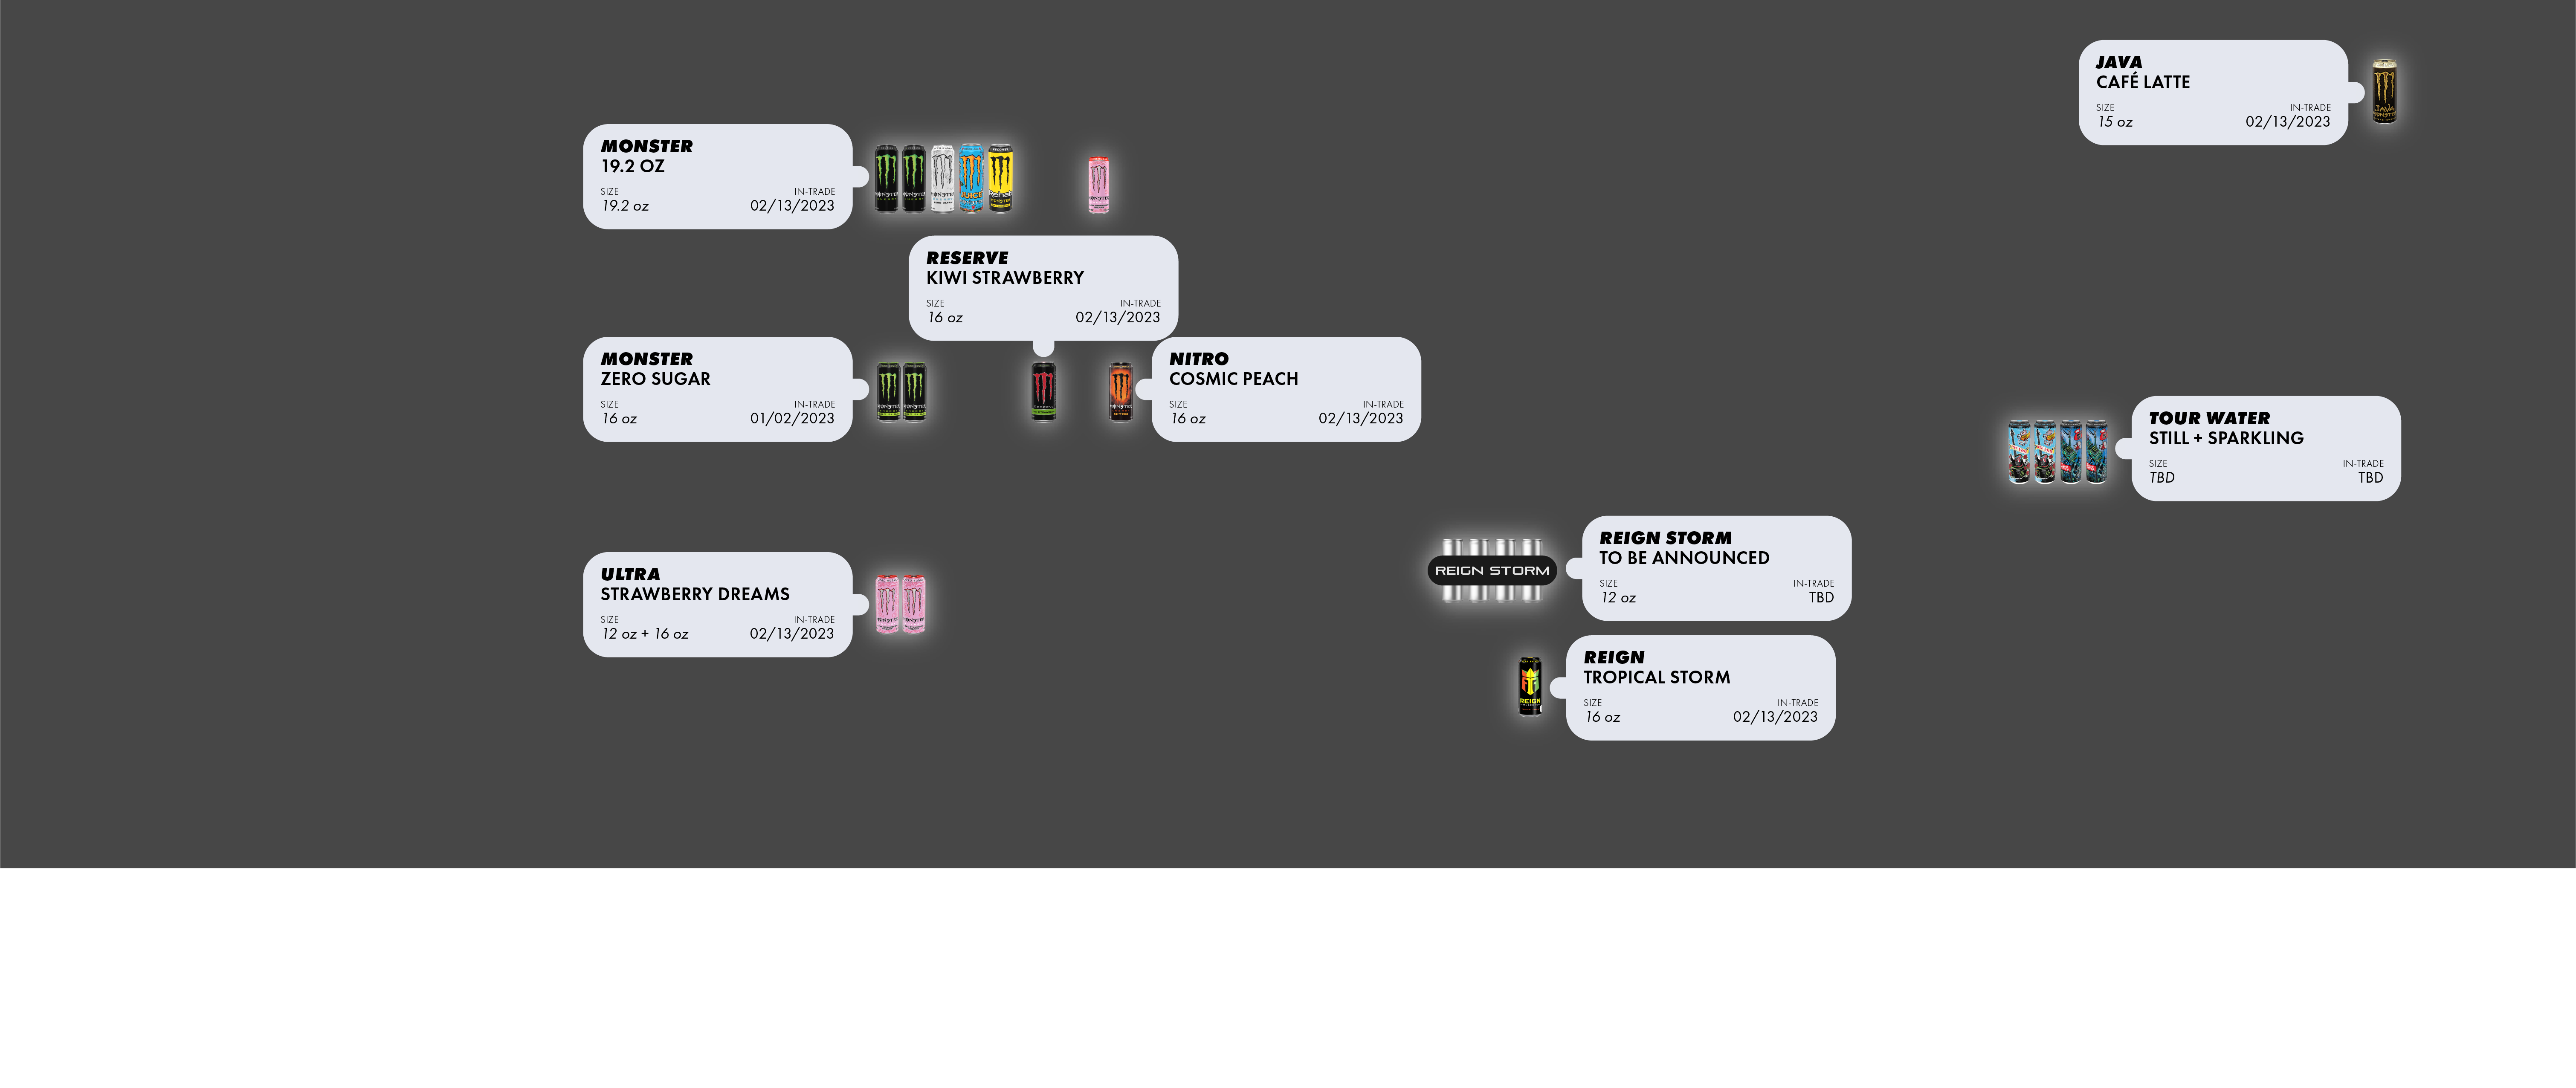 JAVA
CAFÉ LATTE
SIZE IN-TRADE
15 oz 02/13/2023
MONSTER
19.2 OZ
SIZE IN-TRADE
19.2 oz 02/13/2023
RESERVE
KIWI STRAWBERRY
SIZE IN-TRADE
16 oz 02/13/2023
MONSTER
ZERO SUGAR
SIZE IN-TRADE
16 oz 01/02/2023
NITRO
COSMIC PEACH
SIZE IN-TRADE
16 oz 02/13/2023
TOUR WATER
STILL + SPARKLING
SIZE IN-TRADE
TBD TBD
REIGN STORM
REIGN STORM
TO BE ANNOUNCED
SIZE IN-TRADE
12 oz TBD
ULTRA
STRAWBERRY DREAMS
SIZE IN-TRADE
12 oz + 16 oz 02/13/2023
REIGN
REIGN
TROPICAL STORM
SIZE IN-TRADE
16 oz 02/13/2023